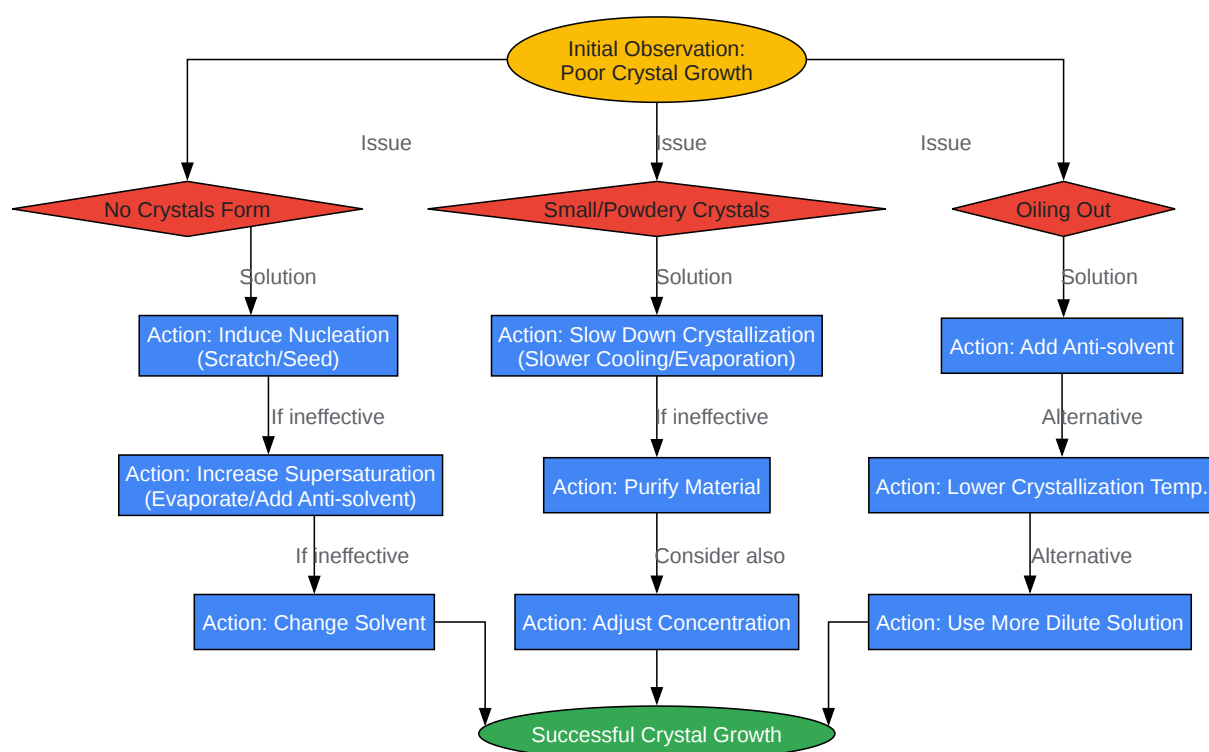 Initial Observation:
Poor Crystal Growth
Issue
Issue
Issue
No Crystals Form
Small/Powdery Crystals
Oiling Out
Solution
Solution
Solution
Action: Induce Nucleation
(Scratch/Seed)
Action: Slow Down Crystallization
(Slower Cooling/Evaporation)
Action: Add Anti-solvent
If ineffective
If ineffective
Alternative
Action: Increase Supersaturation
(Evaporate/Add Anti-solvent)
Action: Purify Material
Action: Lower Crystallization Temp.
If ineffective
Consider also
Alternative
Action: Change Solvent
Action: Adjust Concentration
Action: Use More Dilute Solution
Successful Crystal Growth